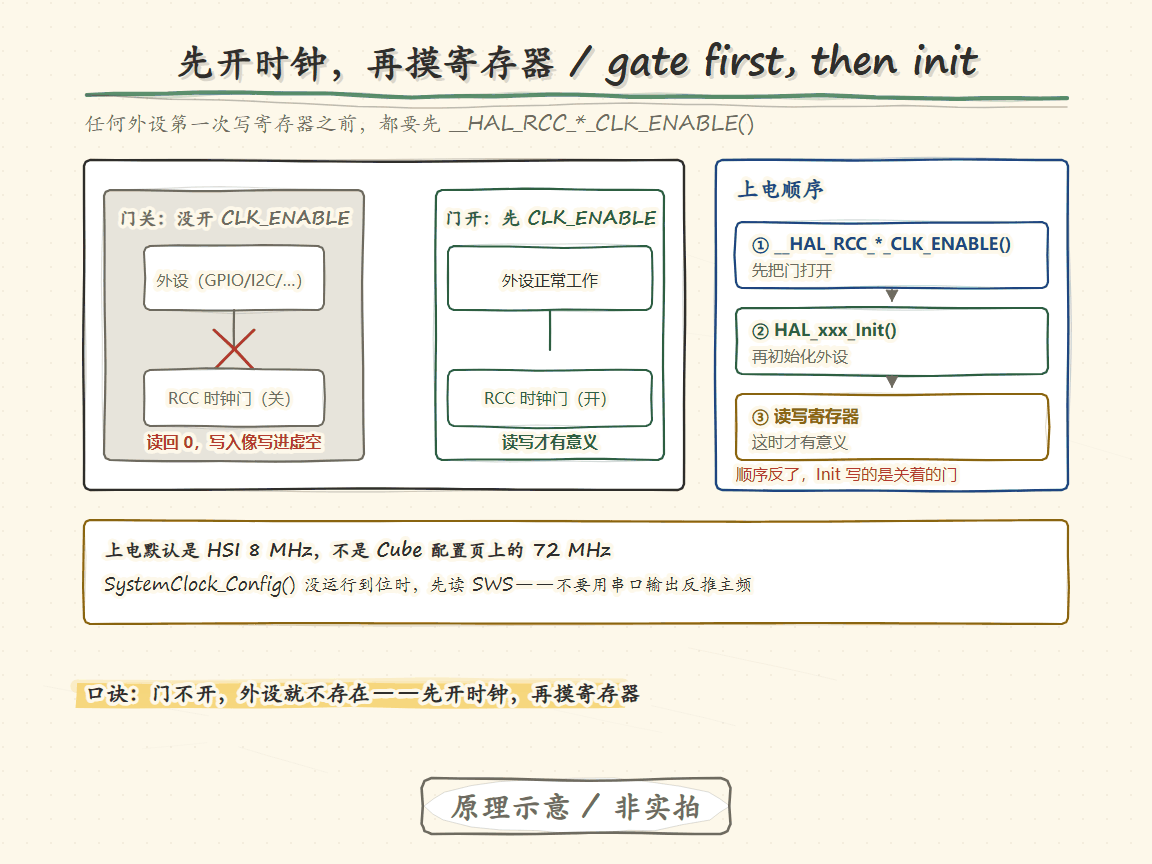 先开时钟，再摸寄存器 / gate first, then init
任何外设第一次写寄存器之前，都要先 __HAL_RCC_*_CLK_ENABLE()
门关：没开 CLK_ENABLE
外设（GPIO/I2C/...）
RCC 时钟门（关）
读回 0，写入像写进虚空
门开：先 CLK_ENABLE
外设正常工作
RCC 时钟门（开）
读写才有意义
上电顺序
① __HAL_RCC_*_CLK_ENABLE()
先把门打开
② HAL_xxx_Init()
再初始化外设
③ 读写寄存器
这时才有意义
顺序反了，Init 写的是关着的门
上电默认是 HSI 8 MHz，不是 Cube 配置页上的 72 MHz
SystemClock_Config() 没运行到位时，先读 SWS——不要用串口输出反推主频
口诀：门不开，外设就不存在——先开时钟，再摸寄存器
原理示意 / 非实拍